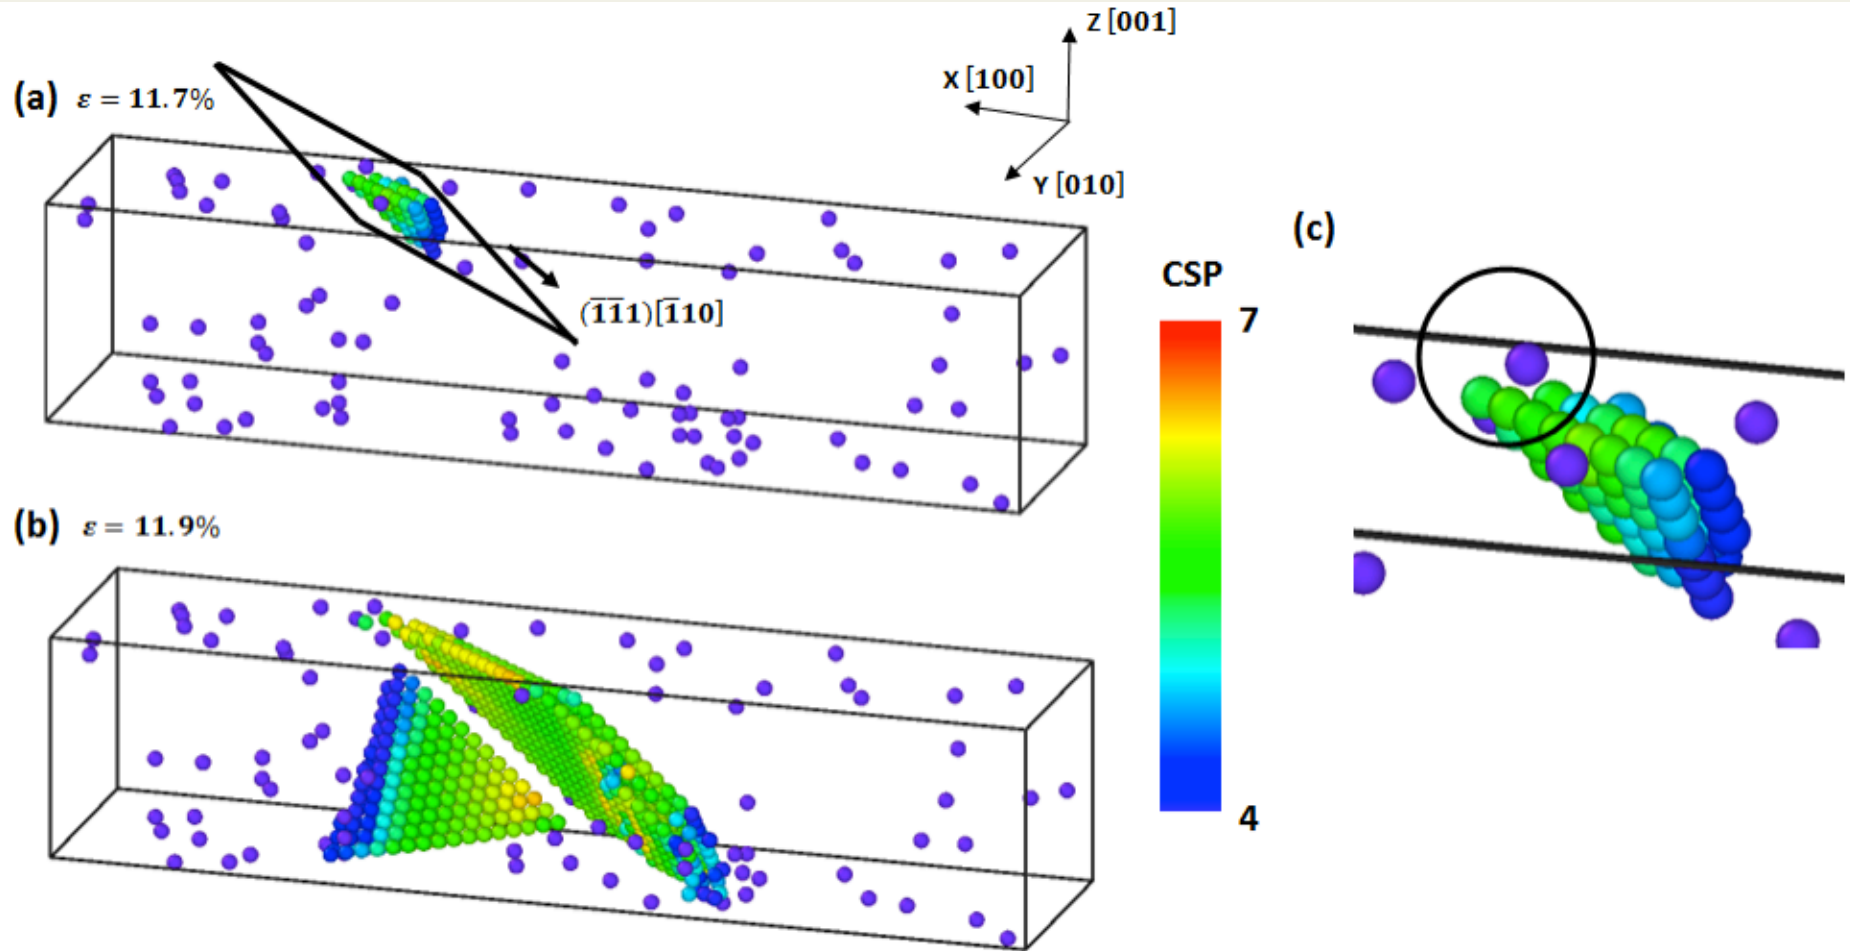 Z [001]
X [100]
Y [010]
(a) ε = 11.7%
(1̅1̅1)[1̅10]
(b) ε = 11.9%
CSP
7
4
(c)